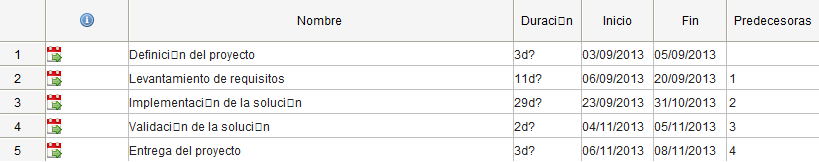 Nombre Duraci▯n Inicio Fin Predecesoras
1 Definici▯n del proyecto 3d? 03/09/2013 05/09/2013
2 Levantamiento de requisitos 11d? 06/09/2013 20/09/2013 1
3 Implementaci▯n de la soluci▯n 29d? 23/09/2013 31/10/2013 2
4 Validaci▯n de la soluci▯n 2d? 04/11/2013 05/11/2013 3
5 Entrega del proyecto 3d? 06/11/2013 08/11/2013 4